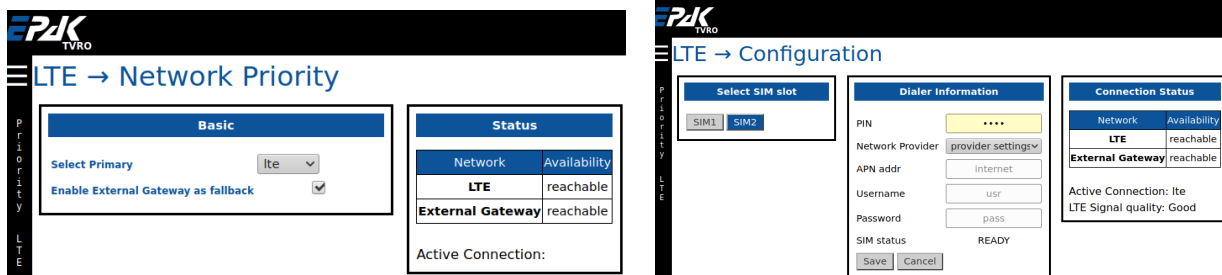 EPAK
TVRO
LTE → Network Priority
Priority
LTE
Basic
Select Primary lte
Enable External Gateway as fallback
Status
Network Availability
LTE reachable
External Gateway reachable
Active Connection:
EPAK
TVRO
LTE → Configuration
Priority
LTE
Select SIM slot
SIM1 SIM2
Dialer Information
PIN ••••
Network Provider provider settings
APN addr internet
Username usr
Password pass
SIM status READY
Save Cancel
Connection Status
Network Availability
LTE reachable
External Gateway reachable
Active Connection: lte
LTE Signal quality: Good